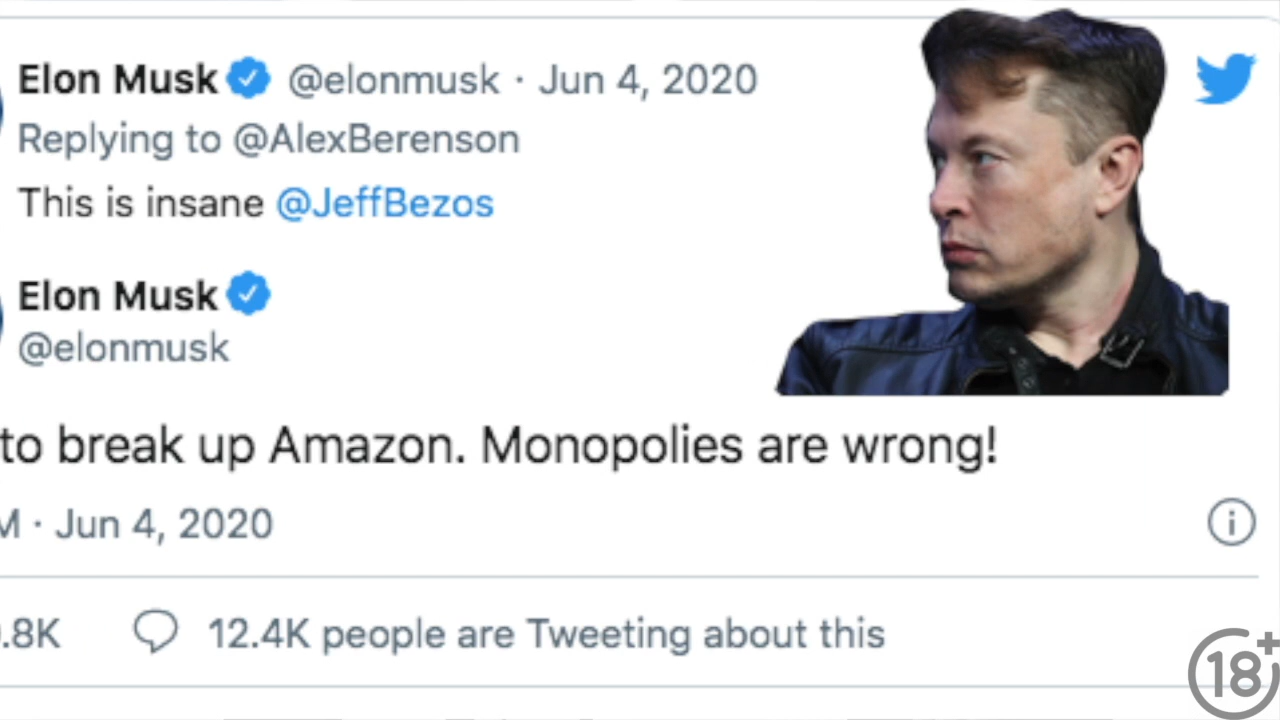 Elon Musk @elonmusk · Jun 4, 2020
Replying to @AlexBerenson
This is insane @JeffBezos
Elon Musk
@elonmusk
to break up Amazon. Monopolies are wrong!
M · Jun 4, 2020
.8K 12.4K people are Tweeting about this
18+